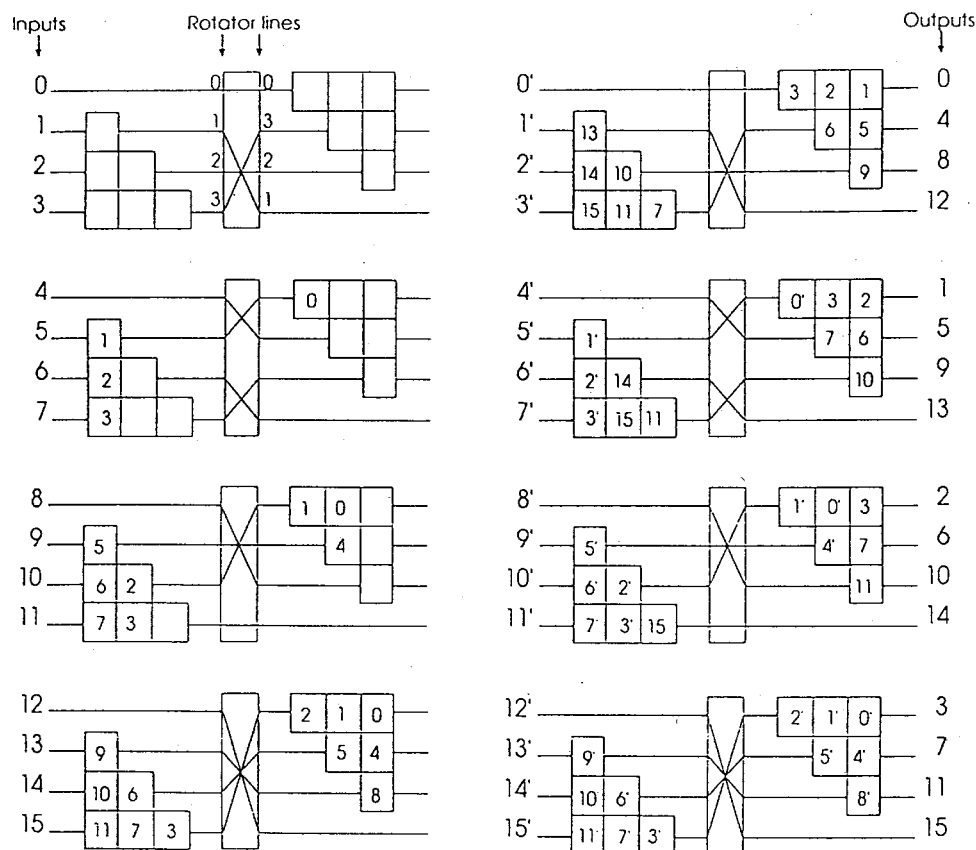 Inputs Rotator lines Outputs
0 0 0 0' 3 2 1 0
1 1 3 1' 13 6 5 4
2 2 2 2' 14 10 9 8
3 3 1 3' 15 11 7 12
4 0 4' 0' 3 2 1
5 1 5' 1' 7 6 5
6 2 6' 2' 14 10 9
7 3 7' 3' 15 11 13
8 1 0 8' 1' 0' 3 2
9 5 4 9' 5' 4' 7 6
10 6 2 10' 6' 2' 11 10
11 7 3 11' 7' 3' 15 14
12 2 1 0 12' 2' 1' 0' 3
13 9 5 4 13' 9' 5' 4' 7
14 10 6 8 14' 10' 6' 8' 11
15 11 7 3 15' 11' 7' 3' 15